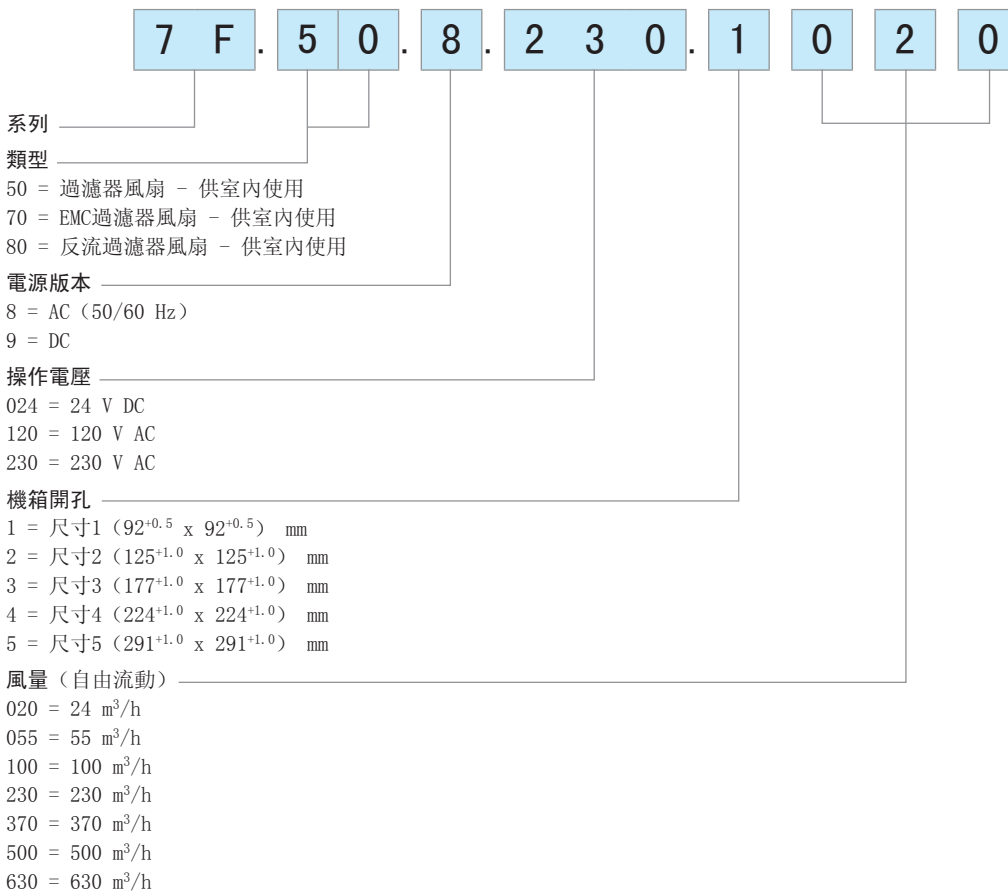 7 F . 5 0 . 8 . 2 3 0 . 1 0 2 0
系列
類型
50 = 過濾器風扇 - 供室內使用
70 = EMC過濾器風扇 - 供室內使用
80 = 反流過濾器風扇 - 供室內使用
電源版本
8 = AC（50/60 Hz）
9 = DC
操作電壓
024 = 24 V DC
120 = 120 V AC
230 = 230 V AC
機箱開孔
1 = 尺寸1（92⁺⁰·⁵ x 92⁺⁰·⁵） mm
2 = 尺寸2（125⁺¹·⁰ x 125⁺¹·⁰） mm
3 = 尺寸3（177⁺¹·⁰ x 177⁺¹·⁰） mm
4 = 尺寸4（224⁺¹·⁰ x 224⁺¹·⁰） mm
5 = 尺寸5（291⁺¹·⁰ x 291⁺¹·⁰） mm
風量（自由流動）
020 = 24 m³/h
055 = 55 m³/h
100 = 100 m³/h
230 = 230 m³/h
370 = 370 m³/h
500 = 500 m³/h
630 = 630 m³/h